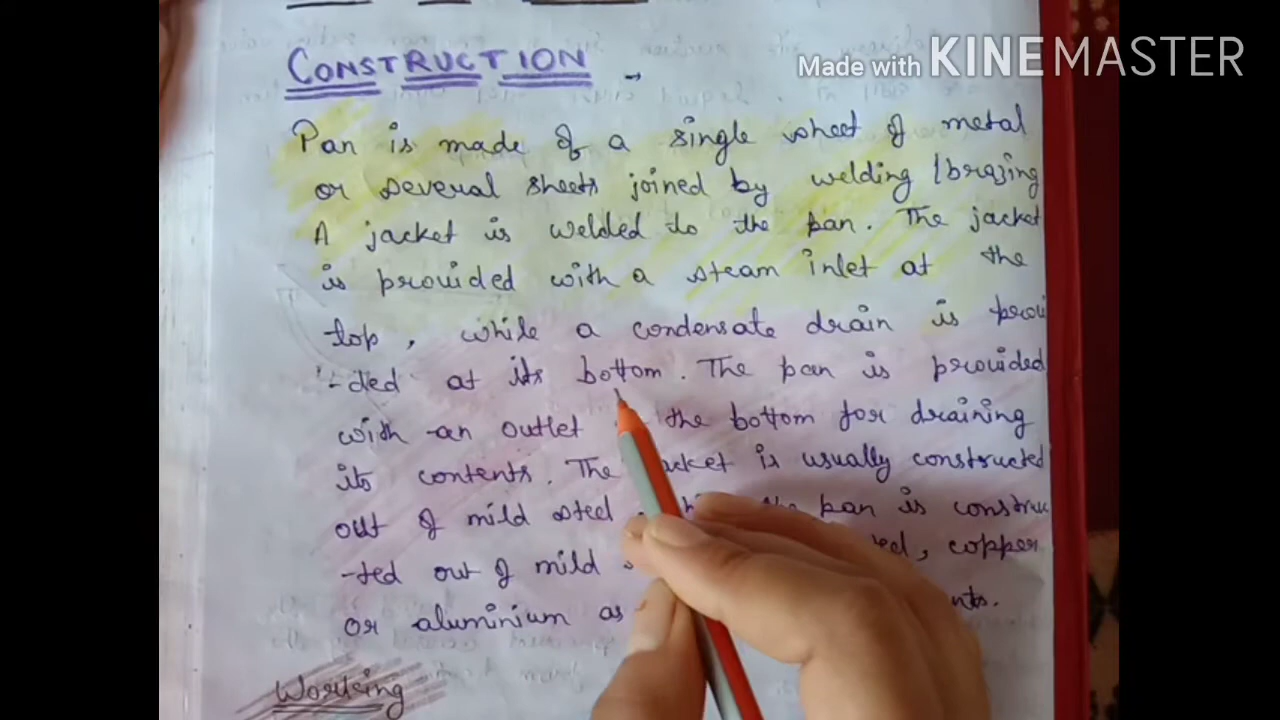 Made with KINEMASTER
CONSTRUCTION -
Pan is made of a single sheet of metal
or several sheets joined by welding / brazing
A jacket is welded to the pan. The jacket
is provided with a steam inlet at the
top, while a condensate drain is provi
-ded at its bottom. The pan is provided
with an outlet the bottom for draining
its contents. The is usually constructed
out of mild steel the pan is construc
-ted out of mild , copper
or aluminium as
Working